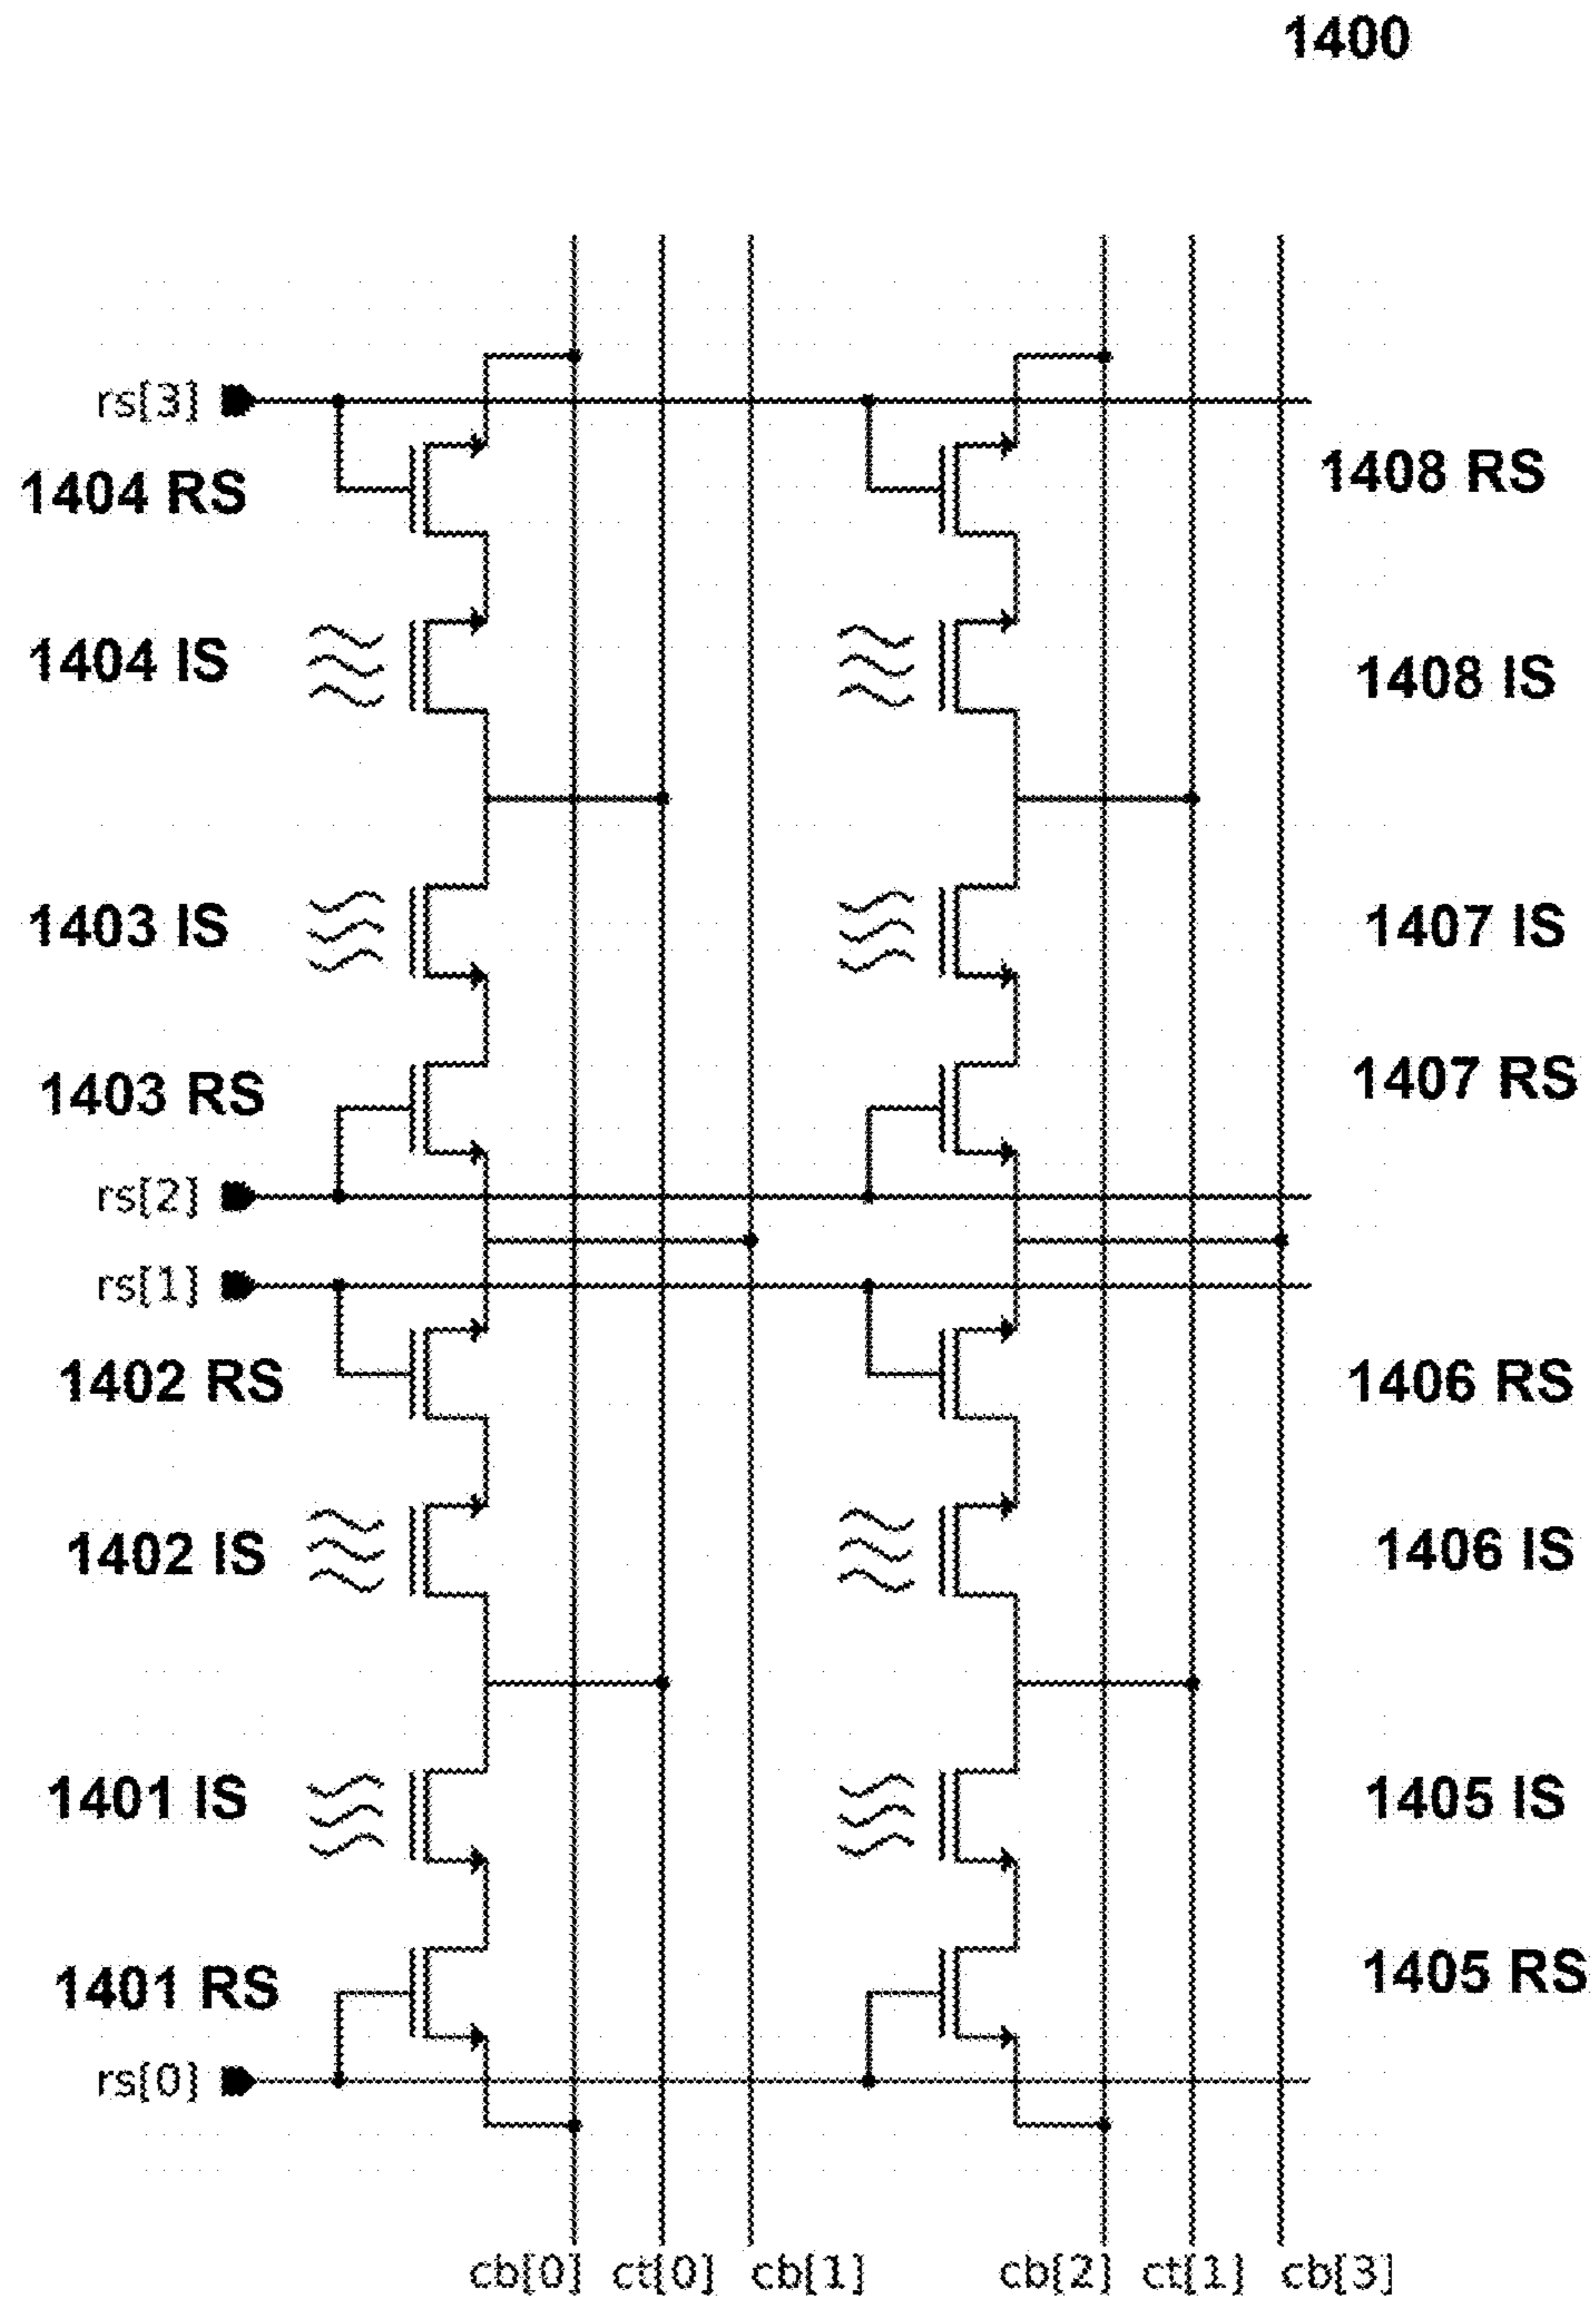 1400
rs[3]
1404 RS
1408 RS
1404 IS
1408 IS
1403 IS
1407 IS
1403 RS
1407 RS
rs[2]
rs[1]
1402 RS
1406 RS
1402 IS
1406 IS
1401 IS
1405 IS
1401 RS
1405 RS
rs[0]
cb[0] ct[0] cb[1] cb[2] ct[1] cb[3]